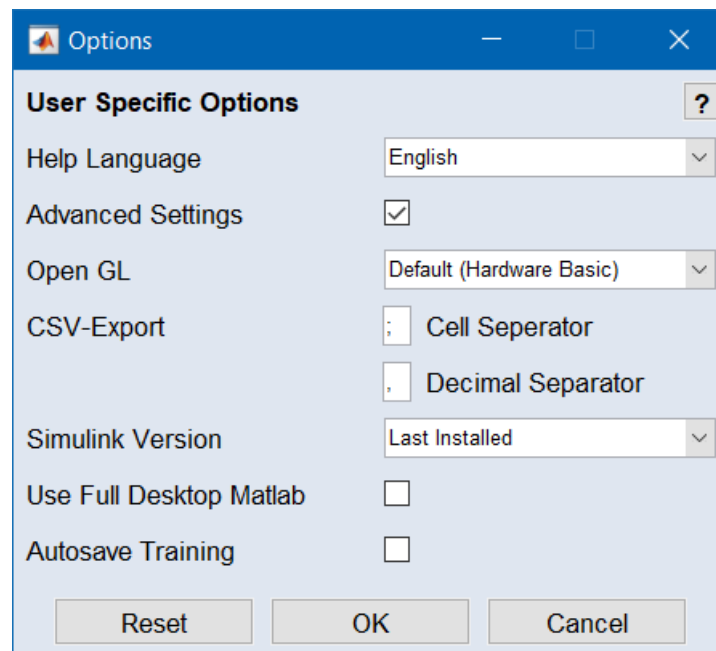 Options
User Specific Options ?
Help Language English
Advanced Settings
Open GL Default (Hardware Basic)
CSV-Export ; Cell Seperator
, Decimal Separator
Simulink Version Last Installed
Use Full Desktop Matlab
Autosave Training
Reset OK Cancel